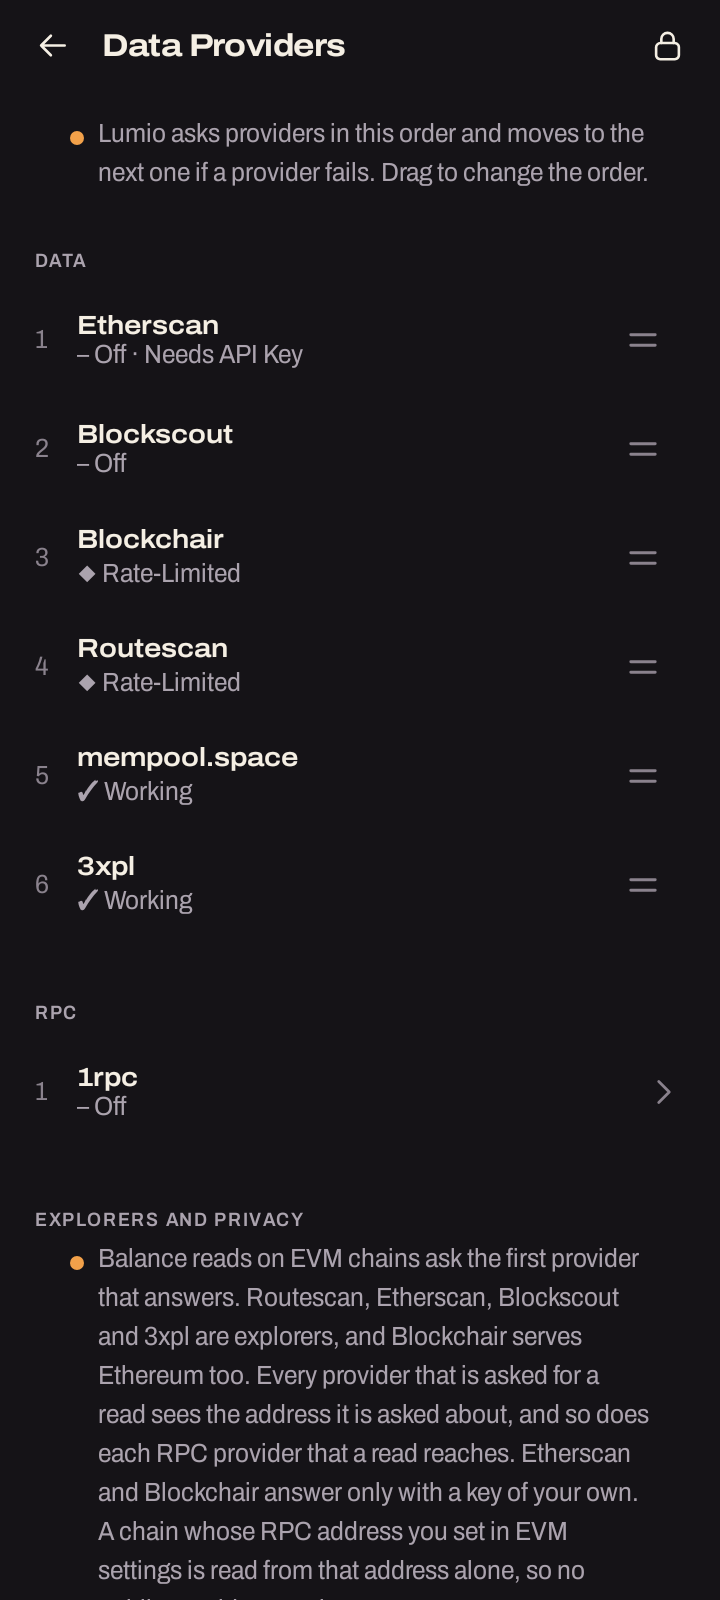 Data Providers
Lumio asks providers in this order and moves to the
next one if a provider fails. Drag to change the order.
DATA
1
Etherscan
– Off · Needs API Key
2
Blockscout
– Off
3
Blockchair
◆ Rate-Limited
4
Routescan
◆ Rate-Limited
5
mempool.space
✓ Working
6
3xpl
✓ Working
RPC
1
1rpc
– Off
EXPLORERS AND PRIVACY
Balance reads on EVM chains ask the first provider
that answers. Routescan, Etherscan, Blockscout
and 3xpl are explorers, and Blockchair serves
Ethereum too. Every provider that is asked for a
read sees the address it is asked about, and so does
each RPC provider that a read reaches. Etherscan
and Blockchair answer only with a key of your own.
A chain whose RPC address you set in EVM
settings is read from that address alone, so no